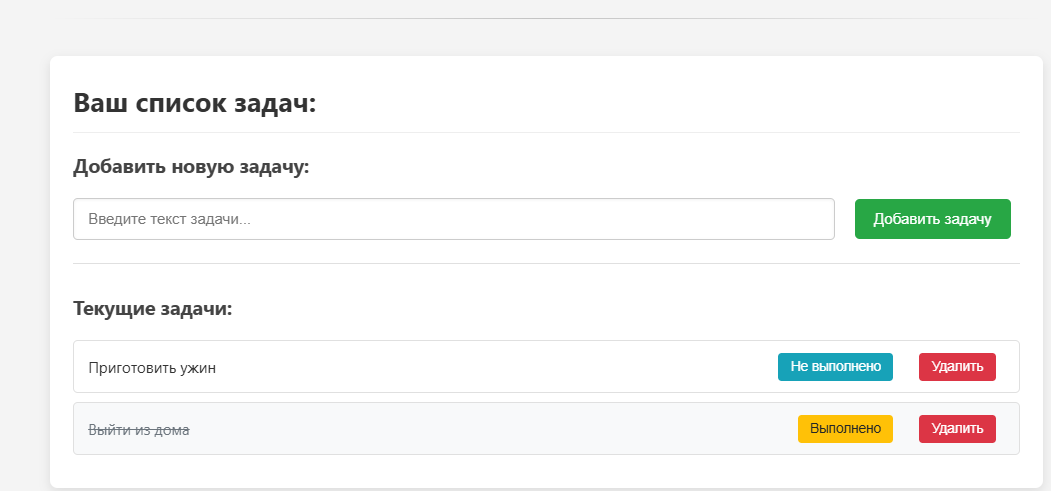 Ваш список задач:
Добавить новую задачу:
Введите текст задачи... Добавить задачу
Текущие задачи:
Приготовить ужин Не выполнено Удалить
Выйти из дома Выполнено Удалить